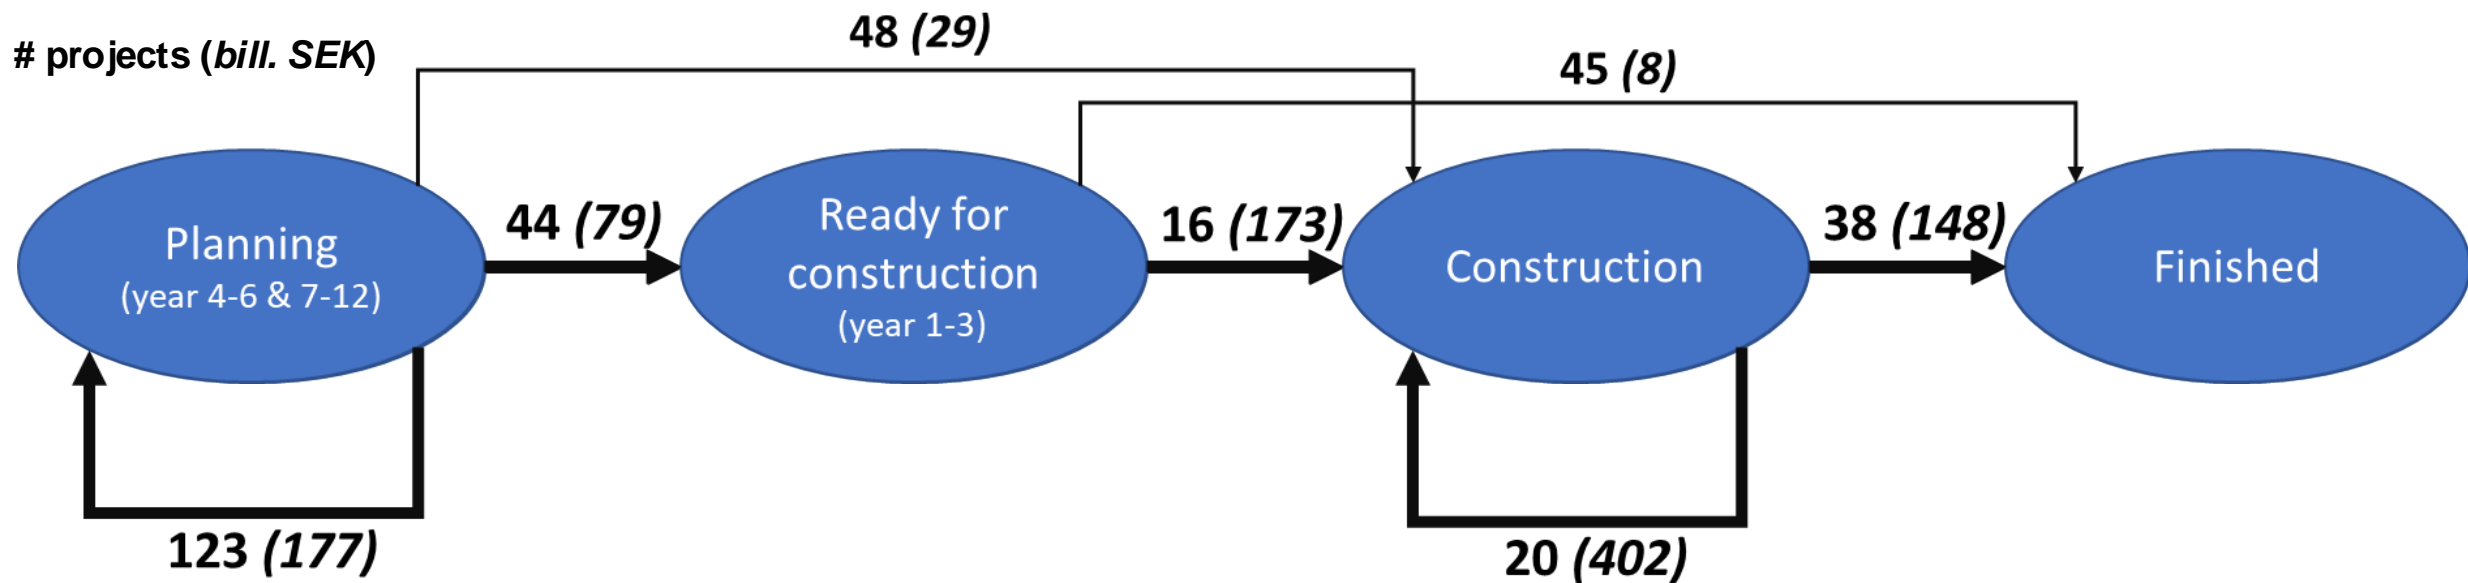 # projects (bill. SEK)
48 (29)
45 (8)
Planning
(year 4-6 & 7-12)
44 (79)
Ready for
construction
(year 1-3)
16 (173)
Construction
38 (148)
Finished
123 (177)
20 (402)